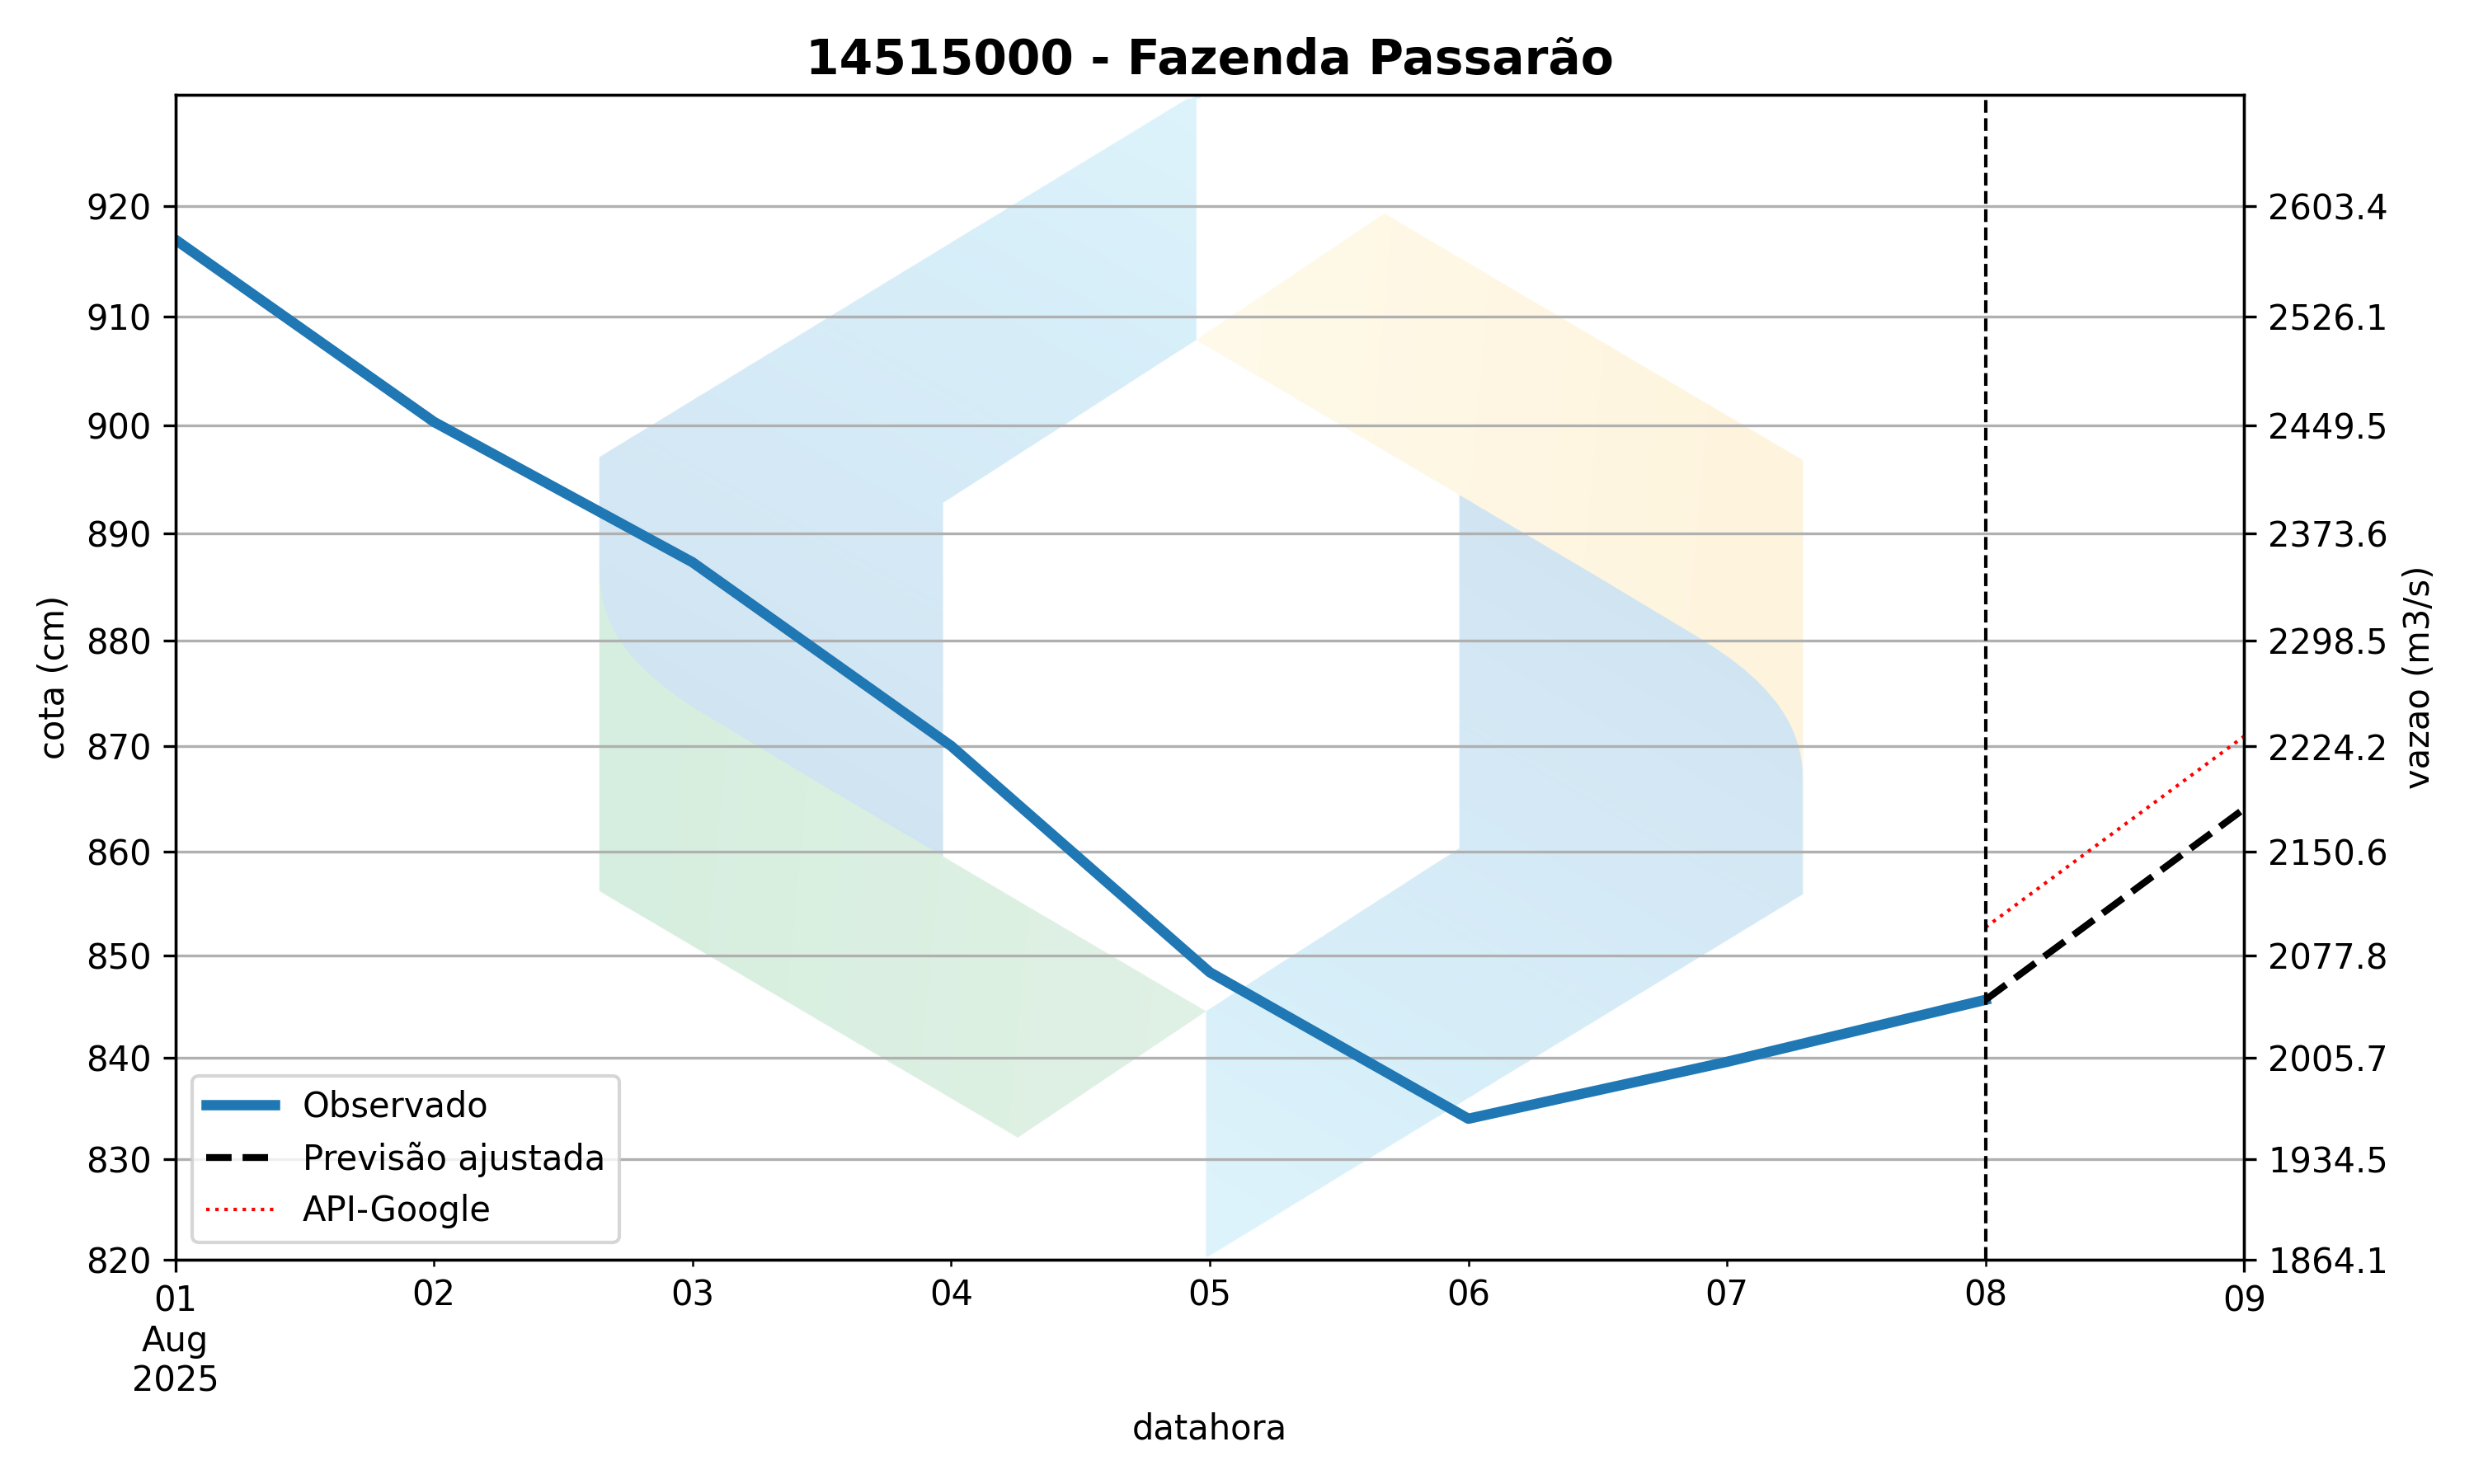 14515000 - Fazenda Passarão
cota (cm)
920
910
900
890
880
870
860
850
840
830
820
2603.4
2526.1
2449.5
2373.6
2298.5
2224.2
2150.6
2077.8
2005.7
1934.5
1864.1
vazao (m3/s)
Observado
Previsão ajustada
API-Google
01 02 03 04 05 06 07 08 09
Aug
2025
datahora